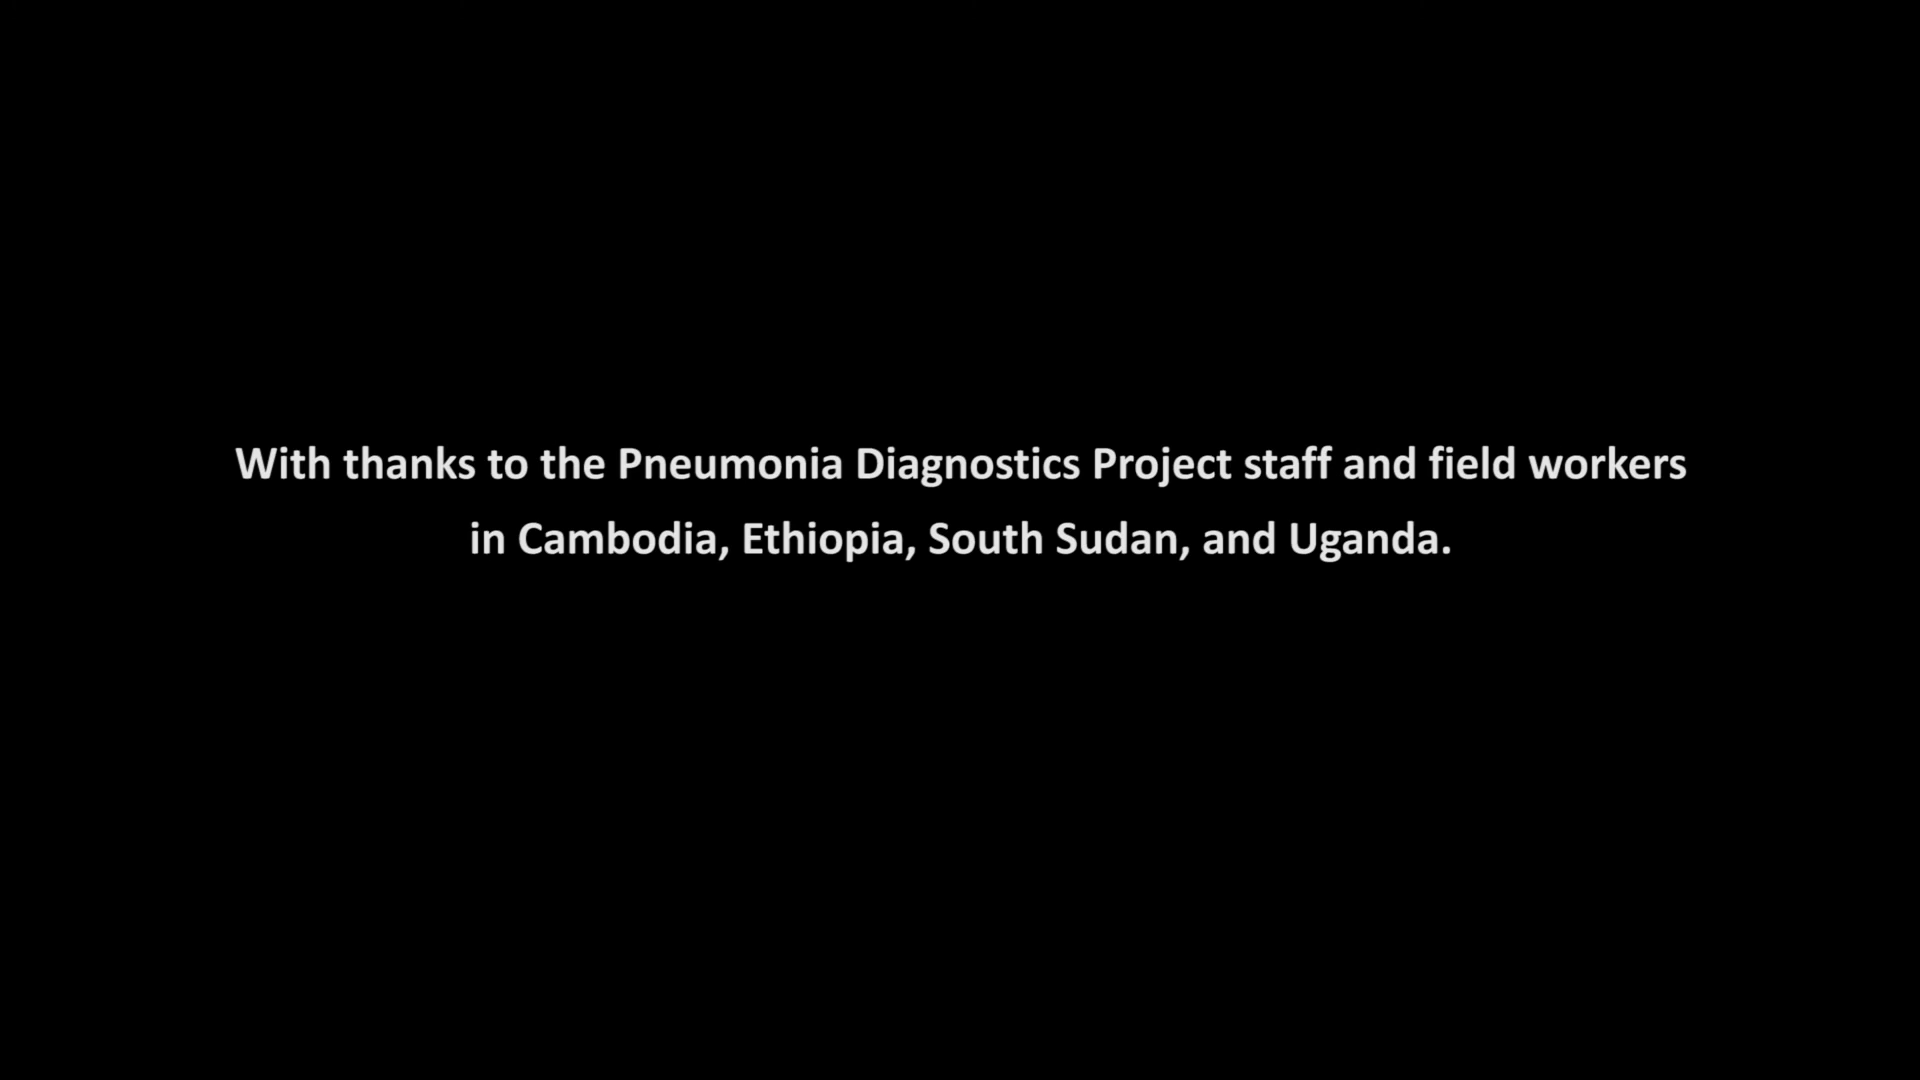 With thanks to the Pneumonia Diagnostics Project staff and field workers
in Cambodia, Ethiopia, South Sudan, and Uganda.